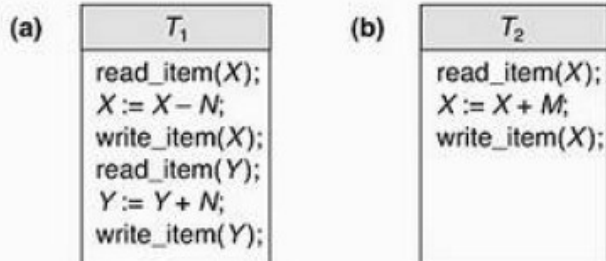 (a)
T1
read_item(X);
X := X – N;
write_item(X);
read_item(Y);
Y := Y + N;
write_item(Y);
(b)
T2
read_item(X);
X := X + M;
write_item(X);